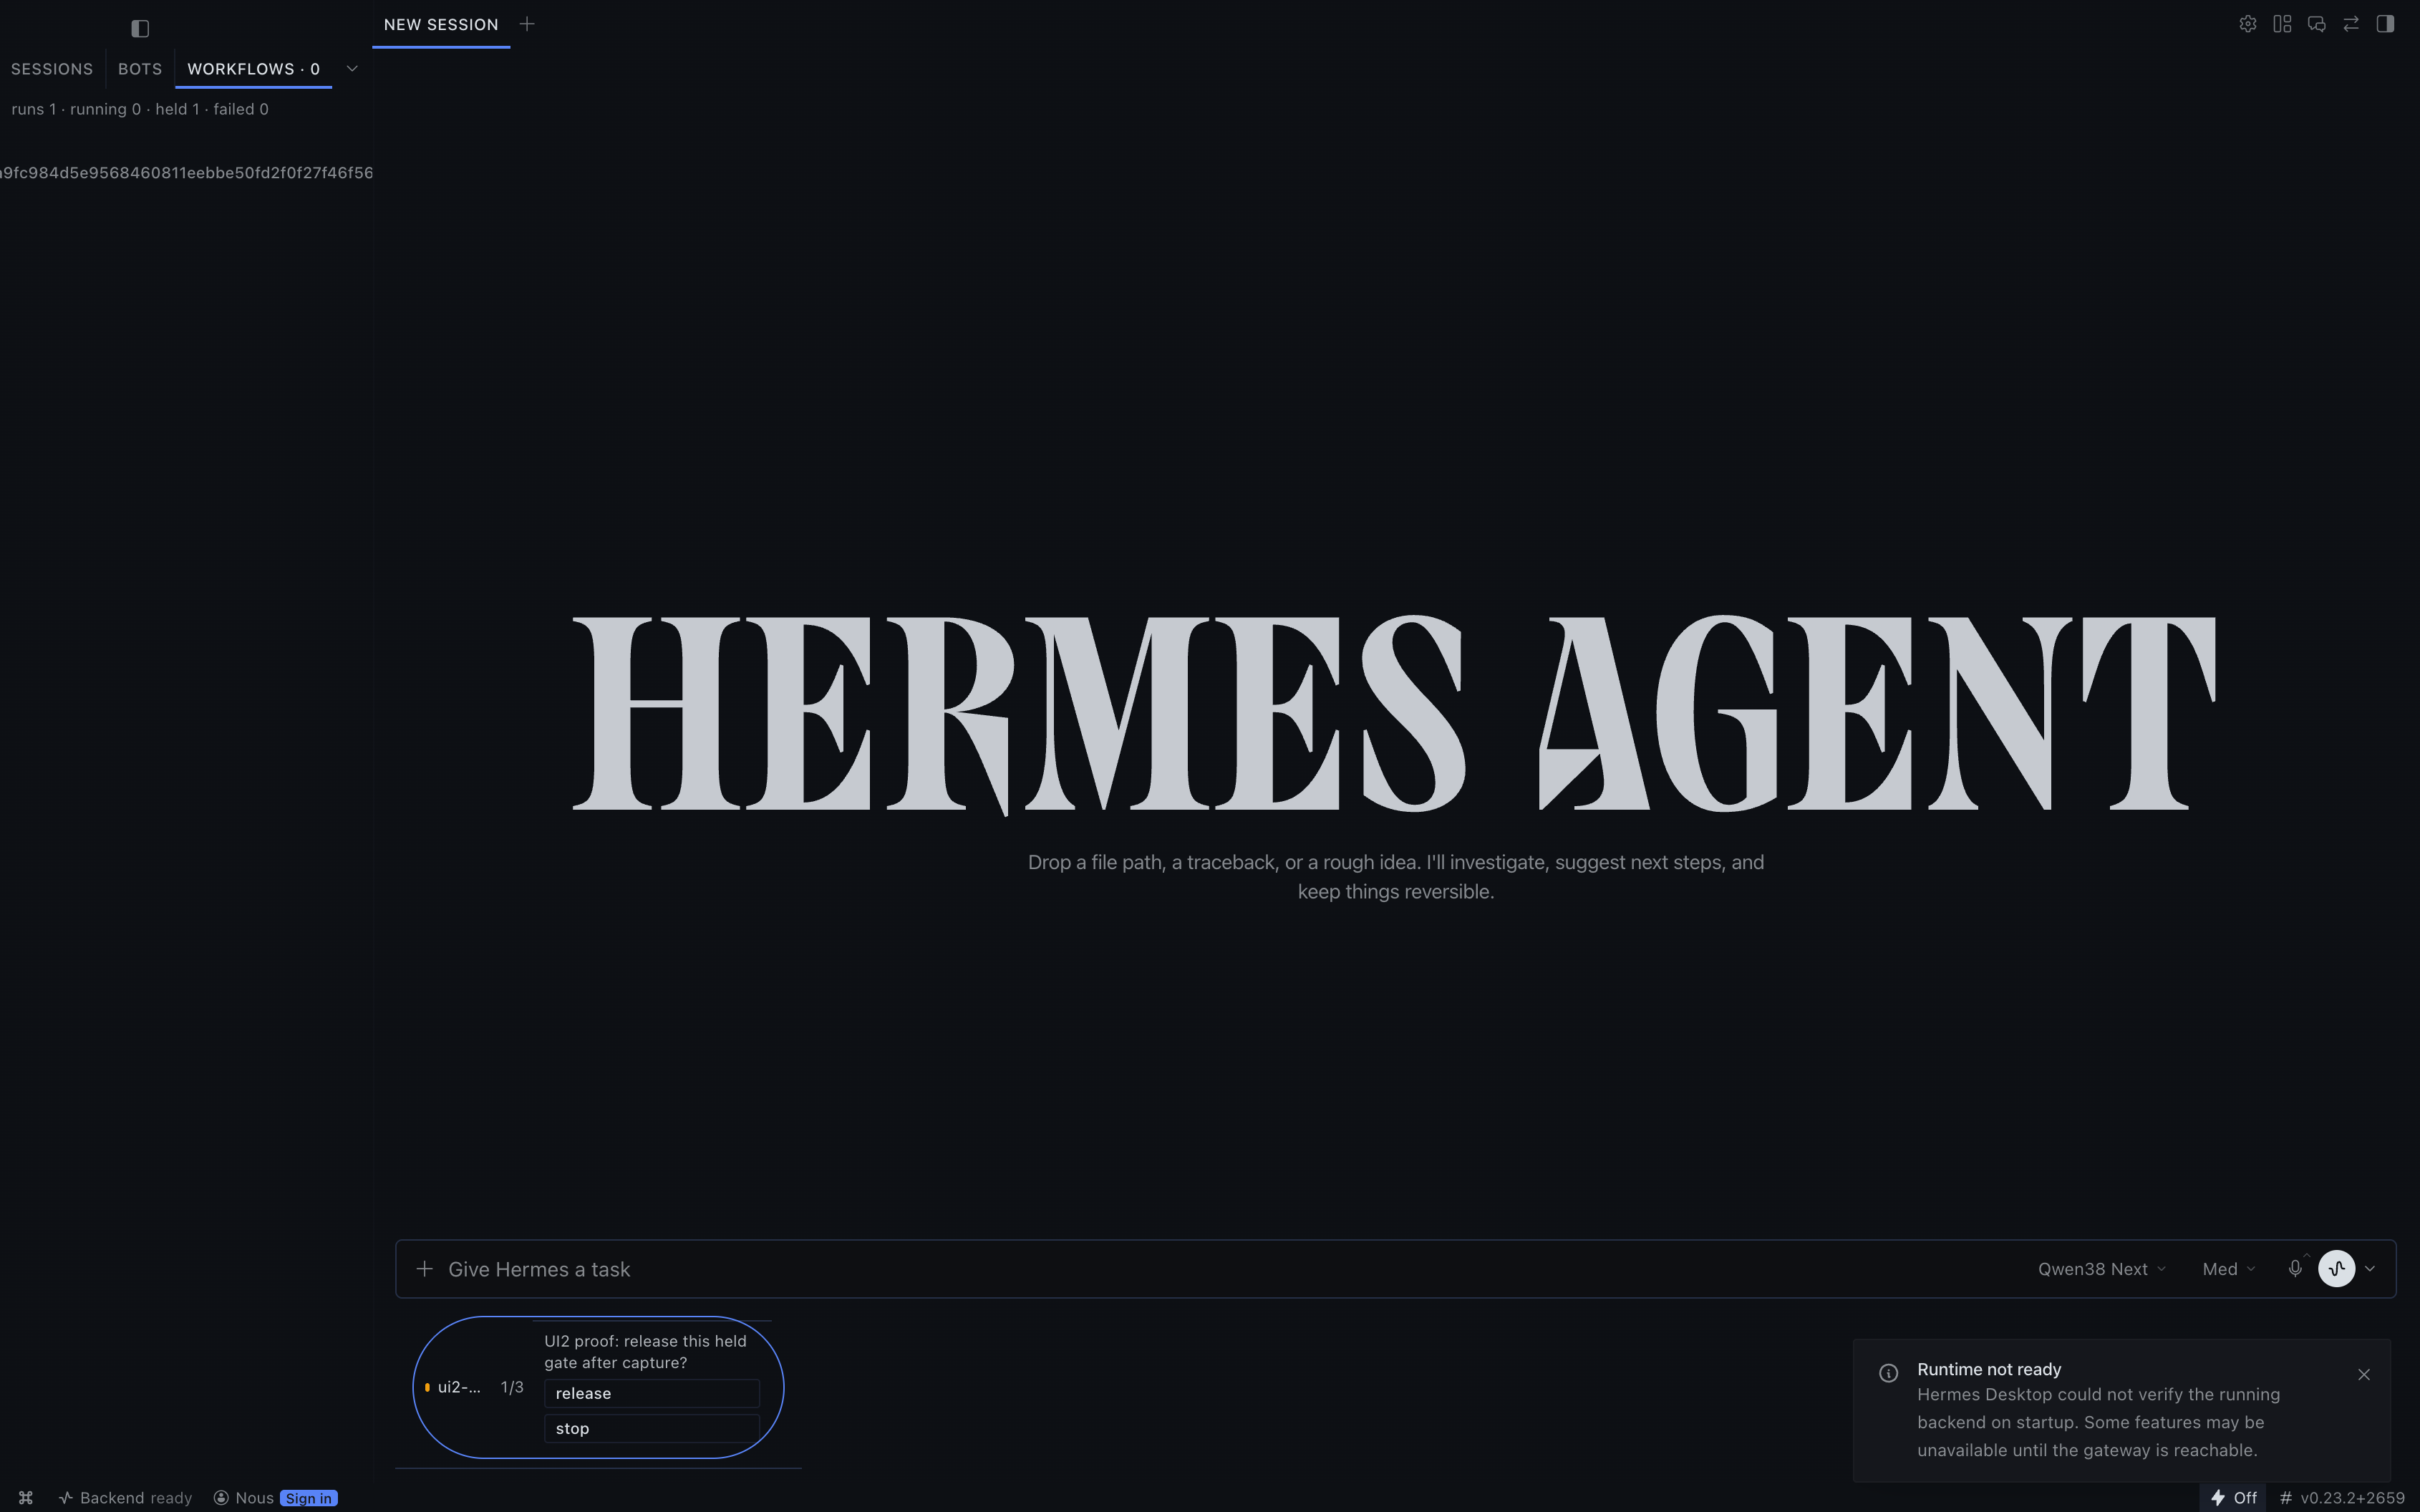 NEW SESSION
SESSIONS
BOTS
WORKFLOWS · 0
runs 1 · running 0 · held 1 · failed 0
9fc984d5e9568460811eebbe50fd2f0f27f46f56
HERMES AGENT
Drop a file path, a traceback, or a rough idea. I'll investigate, suggest next steps, and
keep things reversible.
Give Hermes a task
Qwen38 Next
Med
ui2-...
1/3
UI2 proof: release this held
gate after capture?
release
stop
Runtime not ready
Hermes Desktop could not verify the running
backend on startup. Some features may be
unavailable until the gateway is reachable.
Backend ready
Nous
Sign in
Off
# v0.23.2+2659